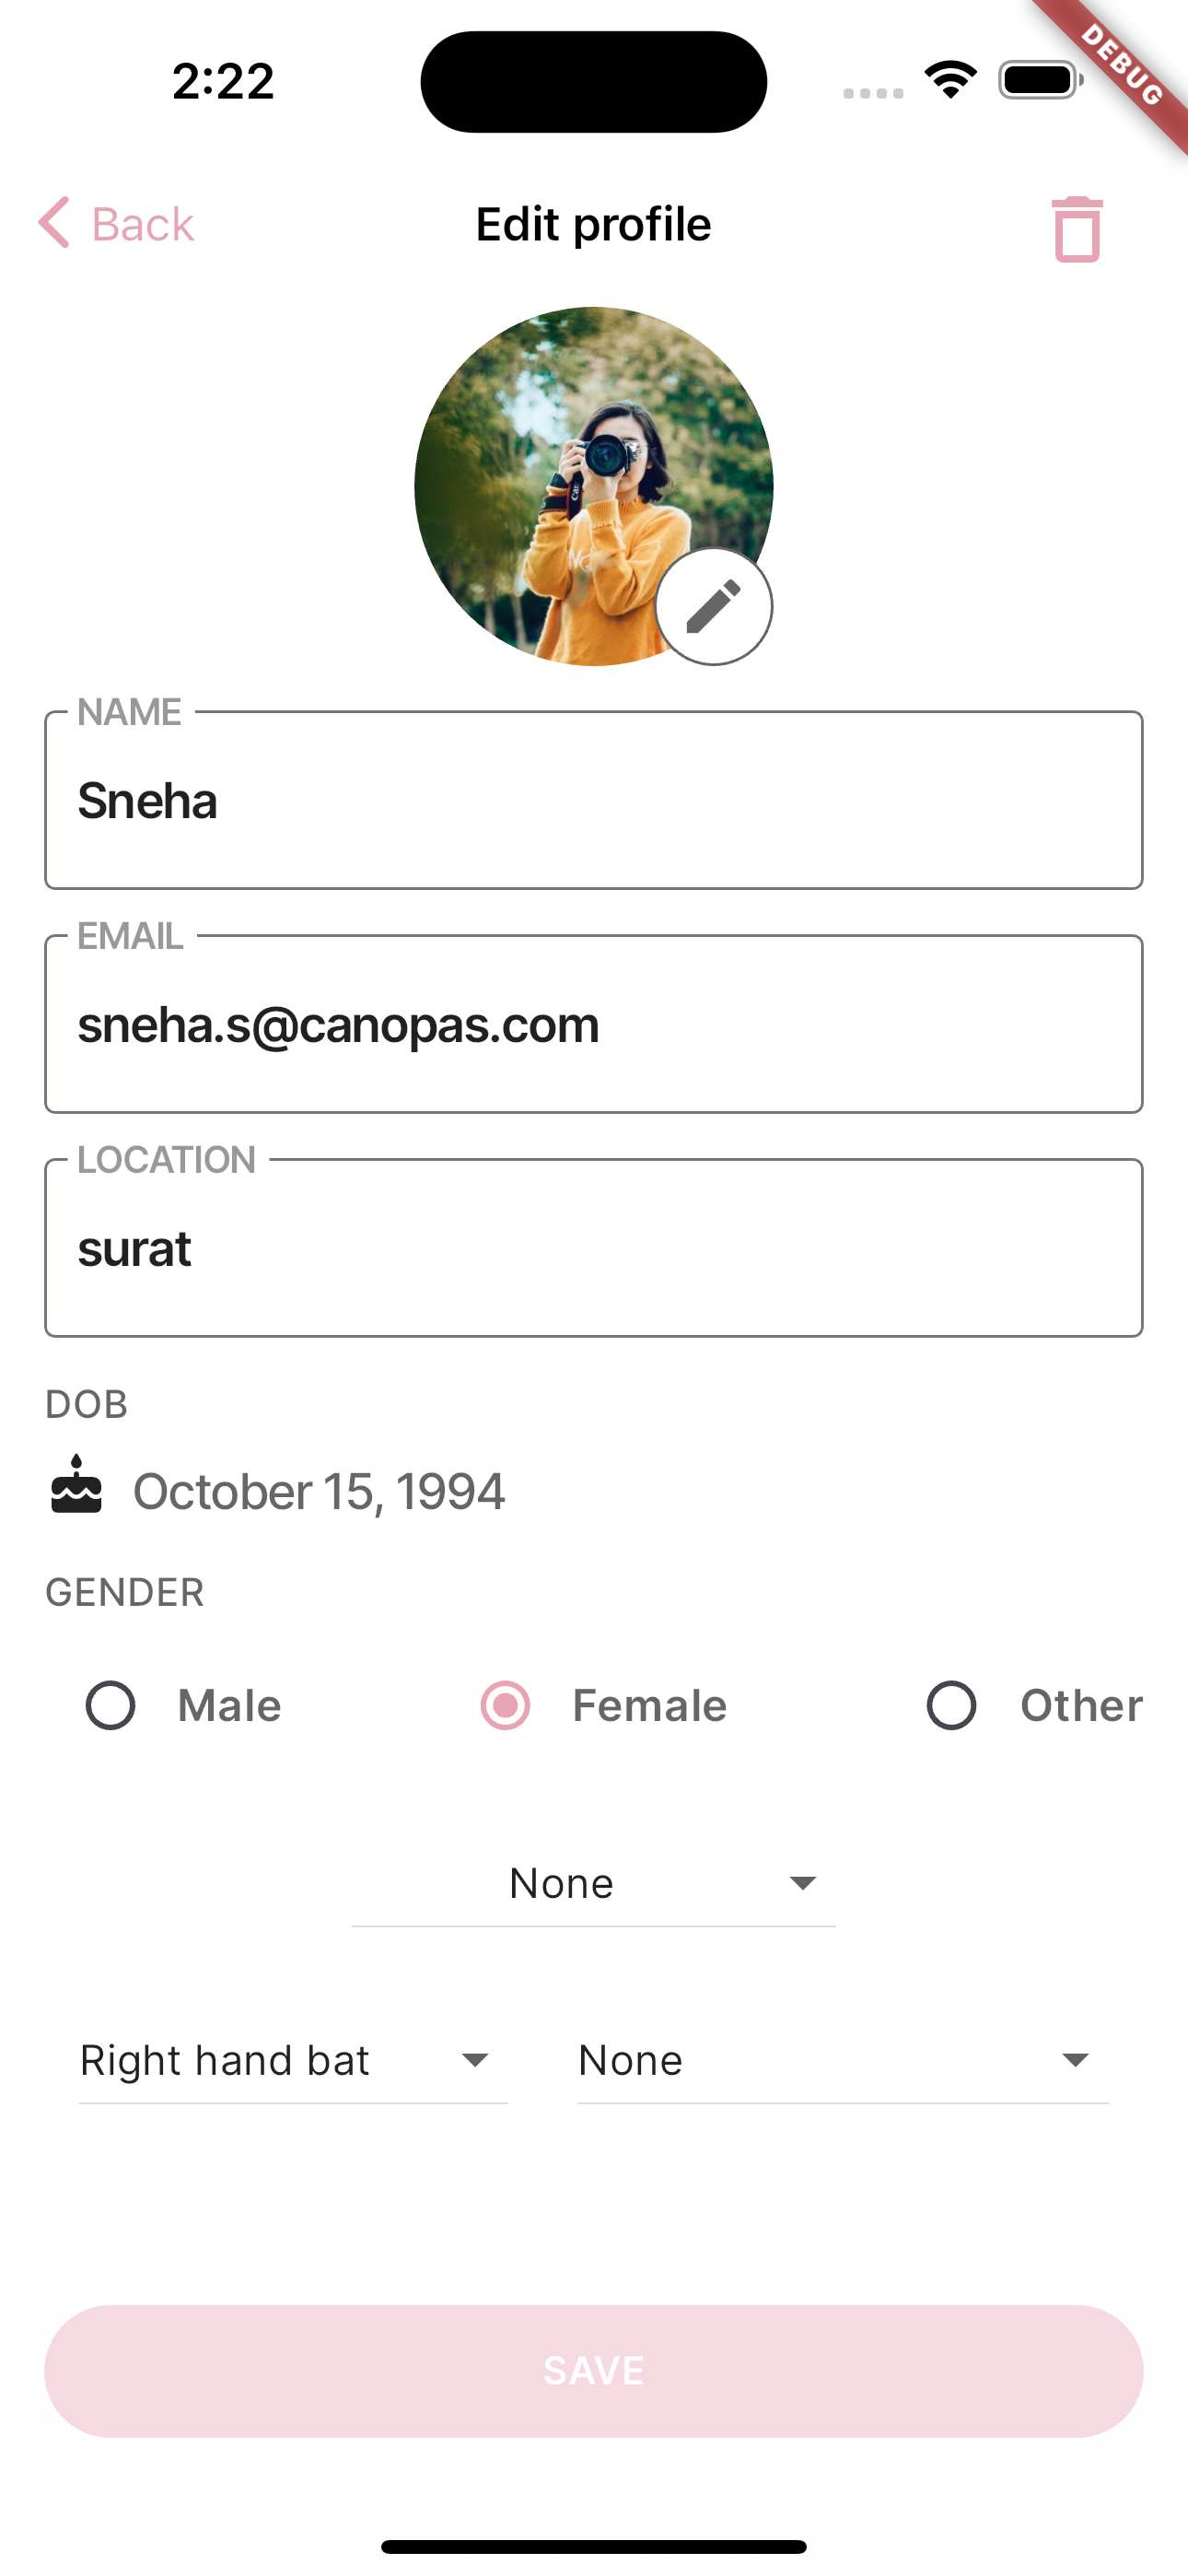 2:22
DEBUG
Back
Edit profile
NAME
Sneha
EMAIL
sneha.s@canopas.com
LOCATION
surat
DOB
October 15, 1994
GENDER
Male Female Other
None
Right hand bat None
SAVE